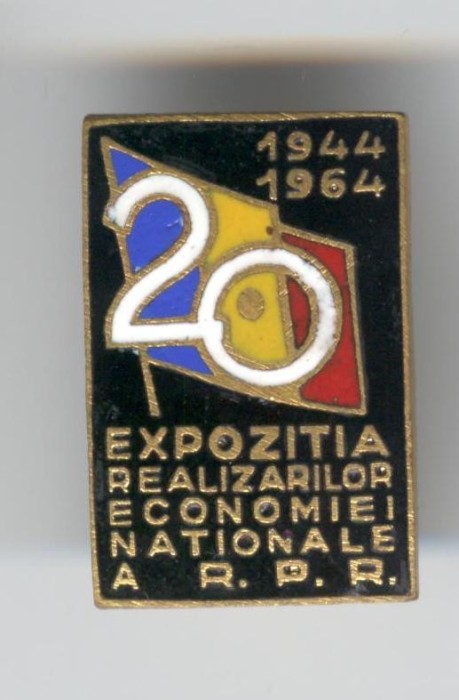 1944
1964
20
EXPOZITIA
REALIZARILOR
ECONOMIEI
NATIONALE
A R.P.R.